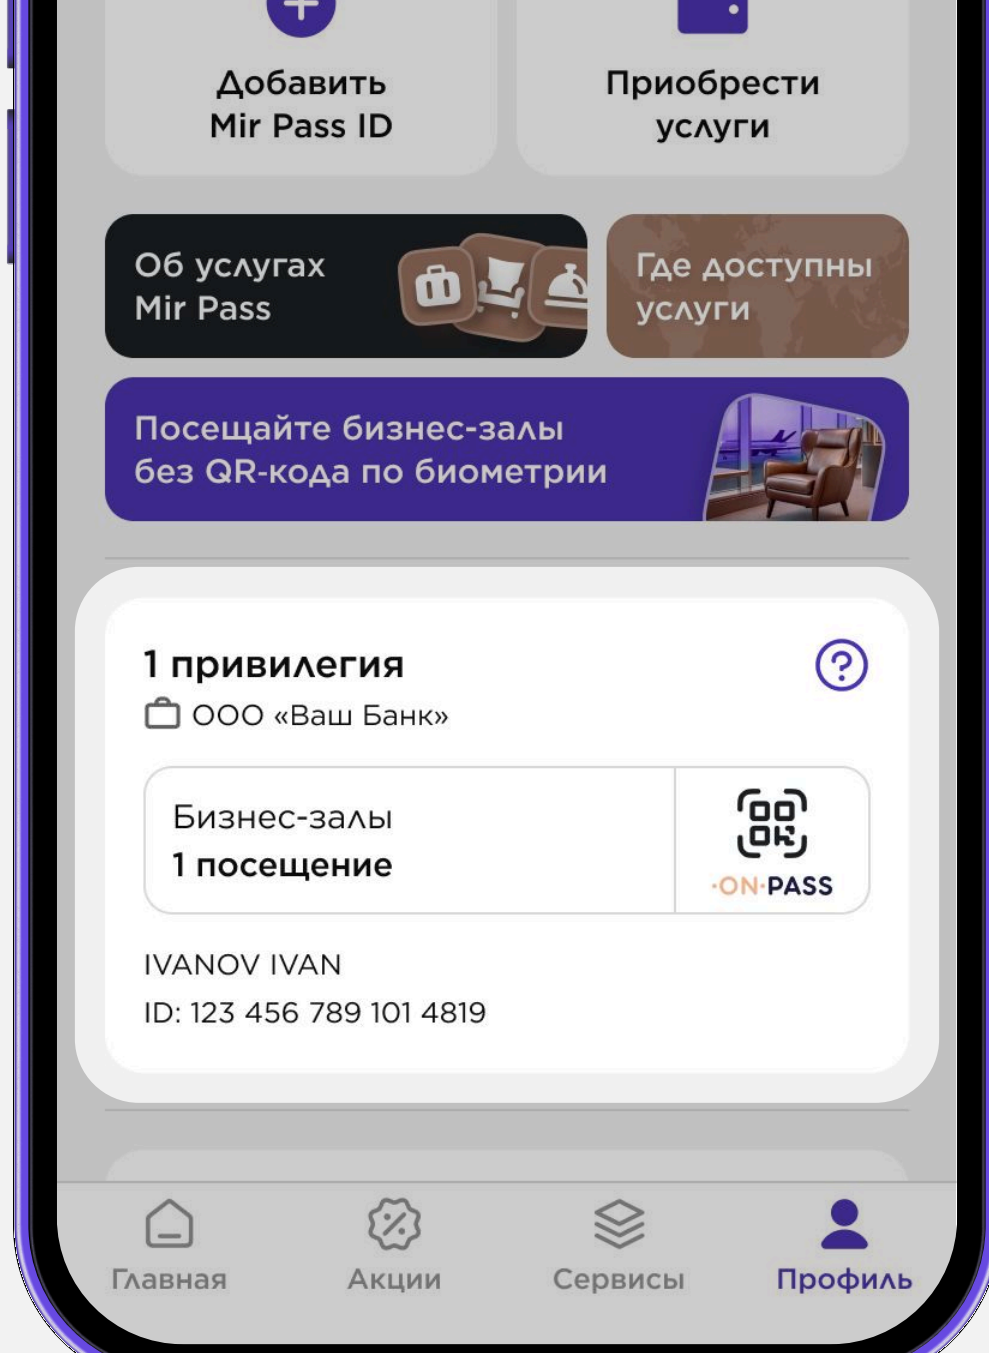 Добавить
Mir Pass ID
Приобрести
услуги
Об услугах
Mir Pass
Где доступны
услуги
Посещайте бизнес-залы
без QR-кода по биометрии
1 привилегия
ООО «Ваш Банк»
Бизнес-залы
1 посещение
·ON·PASS
IVANOV IVAN
ID: 123 456 789 101 4819
Главная
Акции
Сервисы
Профиль